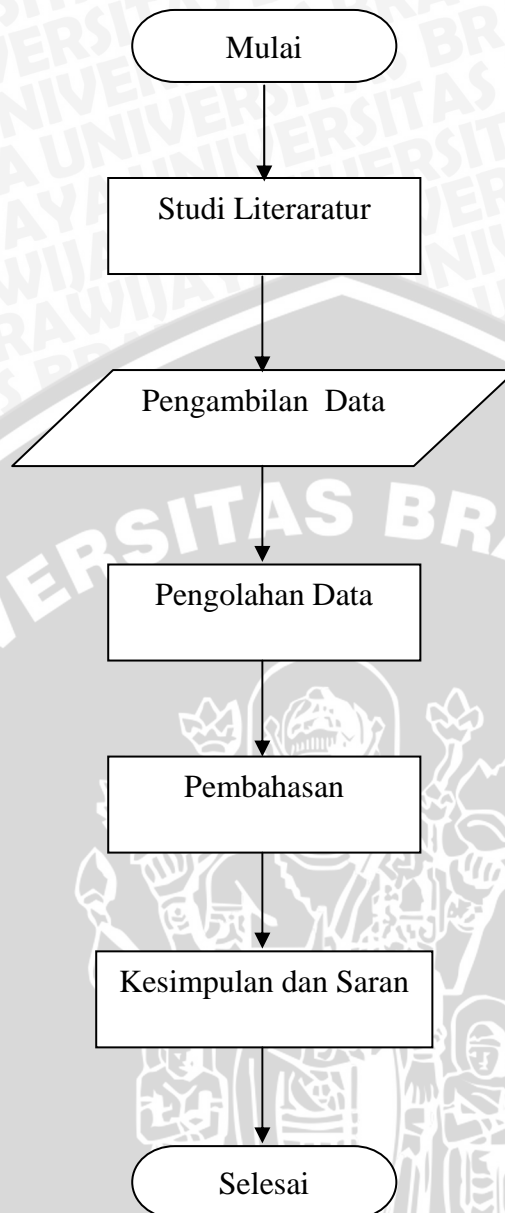 Mulai
Studi Literaratur
Pengambilan Data
Pengolahan Data
Pembahasan
Kesimpulan dan Saran
Selesai